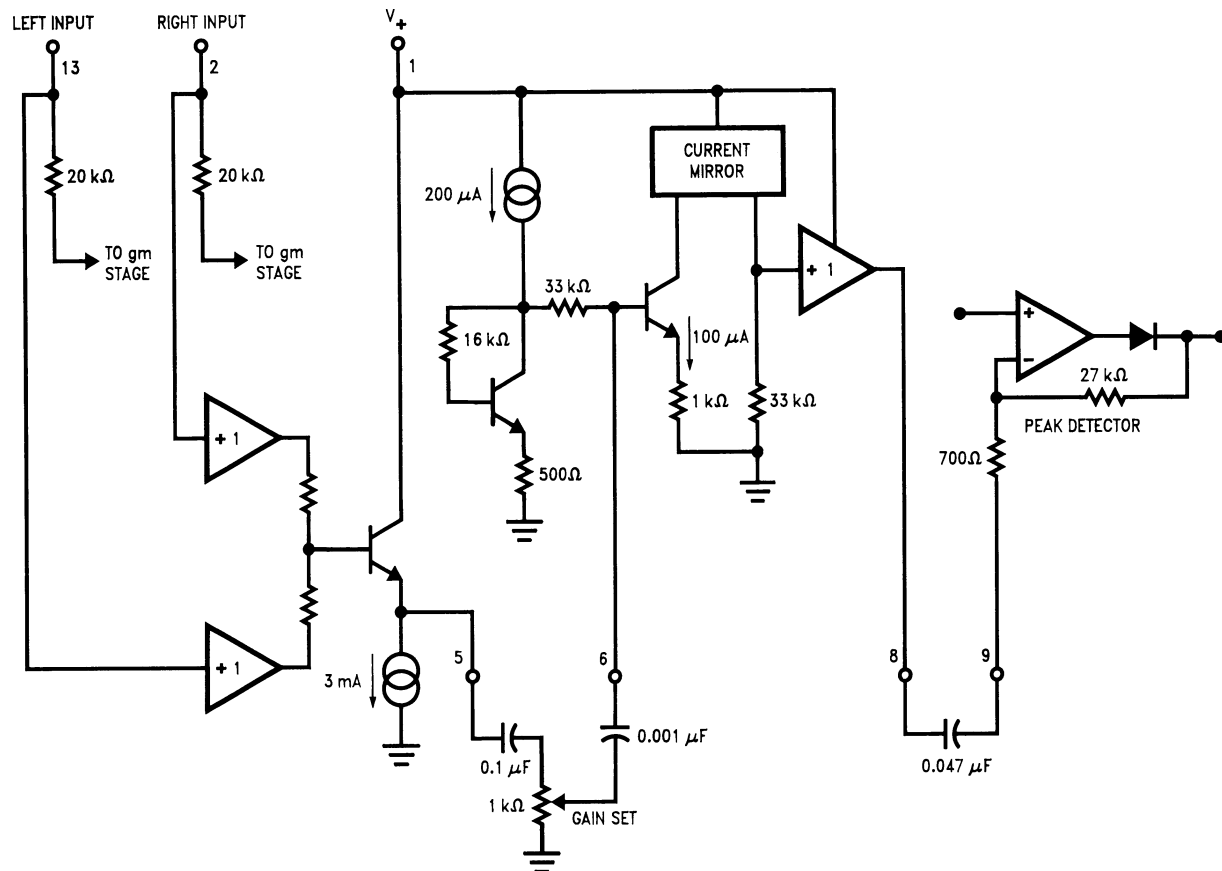 LEFT INPUT
RIGHT INPUT
V+
13
2
1
20 kΩ
20 kΩ
200 μA
CURRENT
MIRROR
TO gm
STAGE
TO gm
STAGE
+ 1
33 kΩ
16 kΩ
100 μA
1 kΩ
33 kΩ
+
−
27 kΩ
PEAK DETECTOR
+ 1
500Ω
700Ω
+ 1
3 mA
5
6
8
9
0.1 μF
0.001 μF
0.047 μF
1 kΩ
GAIN SET